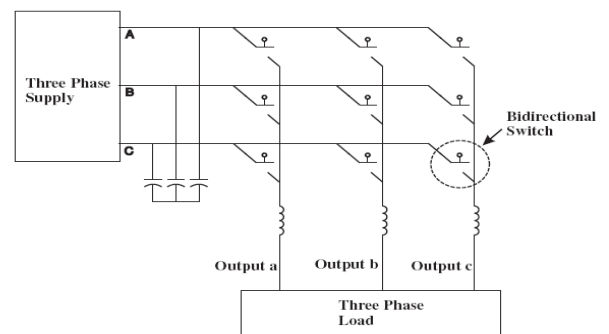 A
Three Phase
Supply
B
Bidirectional
Switch
C
Output a
Output b
Output c
Three Phase
Load